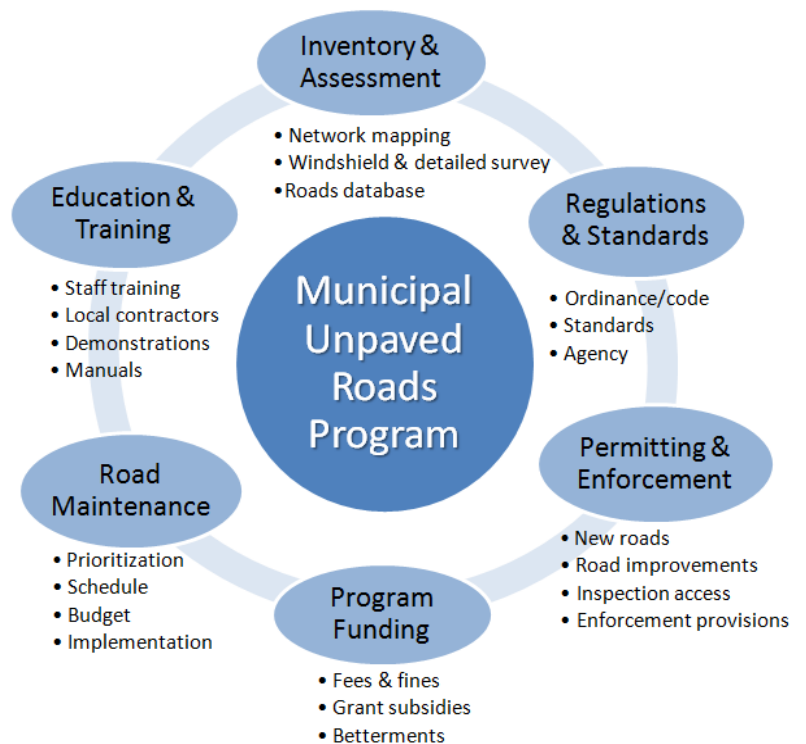 Inventory &
Assessment
• Network mapping
• Windshield & detailed survey
•Roads database
Regulations
& Standards
• Ordinance/code
• Standards
• Agency
Permitting &
Enforcement
• New roads
• Road improvements
• Inspection access
• Enforcement provisions
Program
Funding
• Fees & fines
• Grant subsidies
• Betterments
Road
Maintenance
• Prioritization
• Schedule
• Budget
• Implementation
Education &
Training
• Staff training
• Local contractors
• Demonstrations
• Manuals
Municipal
Unpaved
Roads
Program